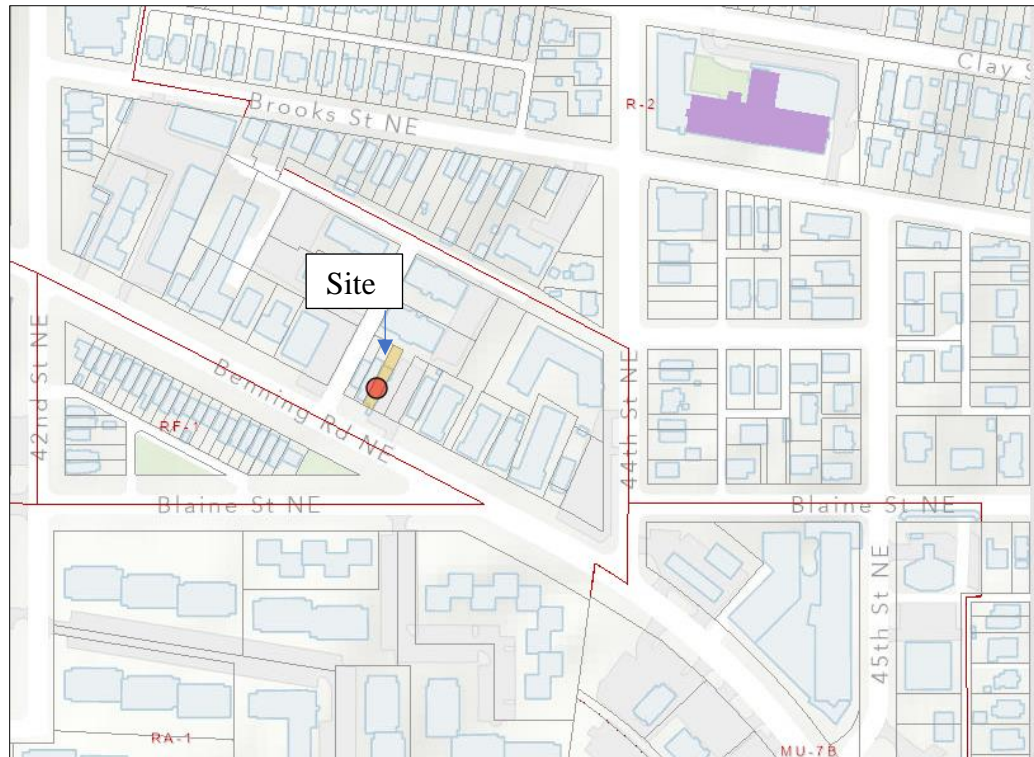 Clay S
Brooks St NE
R-2
Site
42nd St NE
Benning Rd NE
44th St NE
RF-1
Blaine St NE
Blaine St NE
45th St NE
RA-1
MU-7B